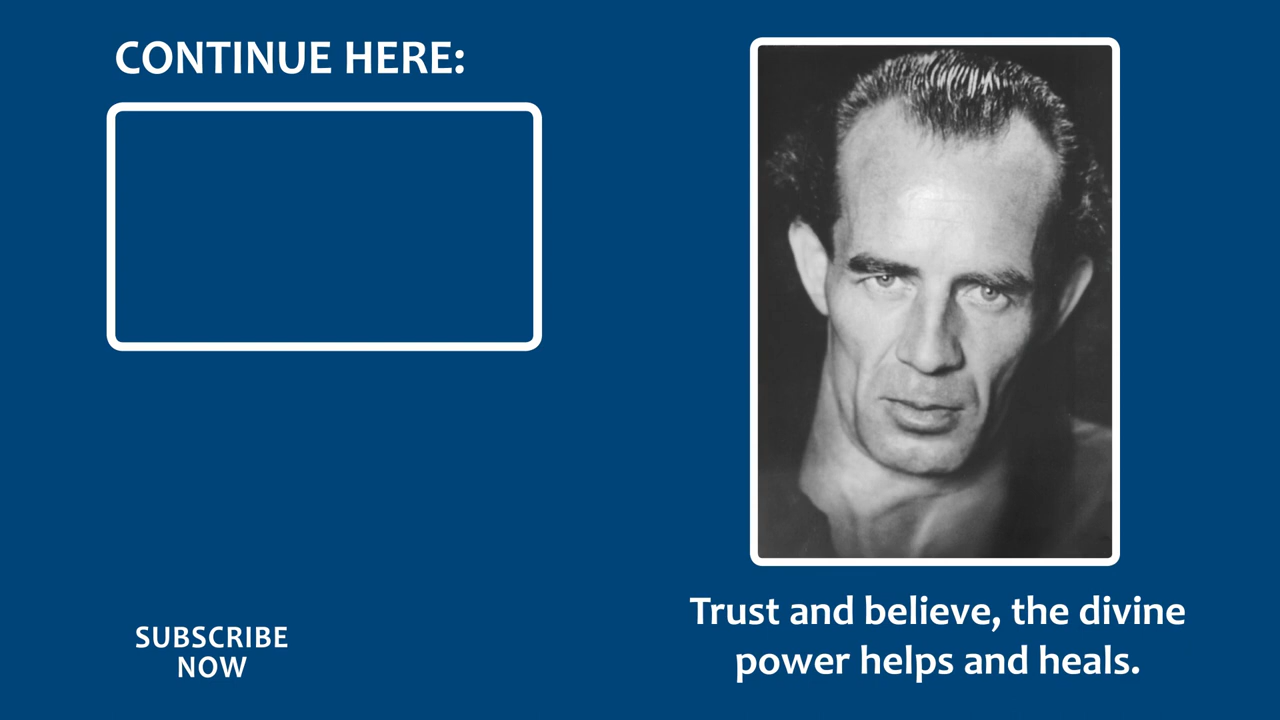 CONTINUE HERE:
SUBSCRIBE
NOW
Trust and believe, the divine
power helps and heals.